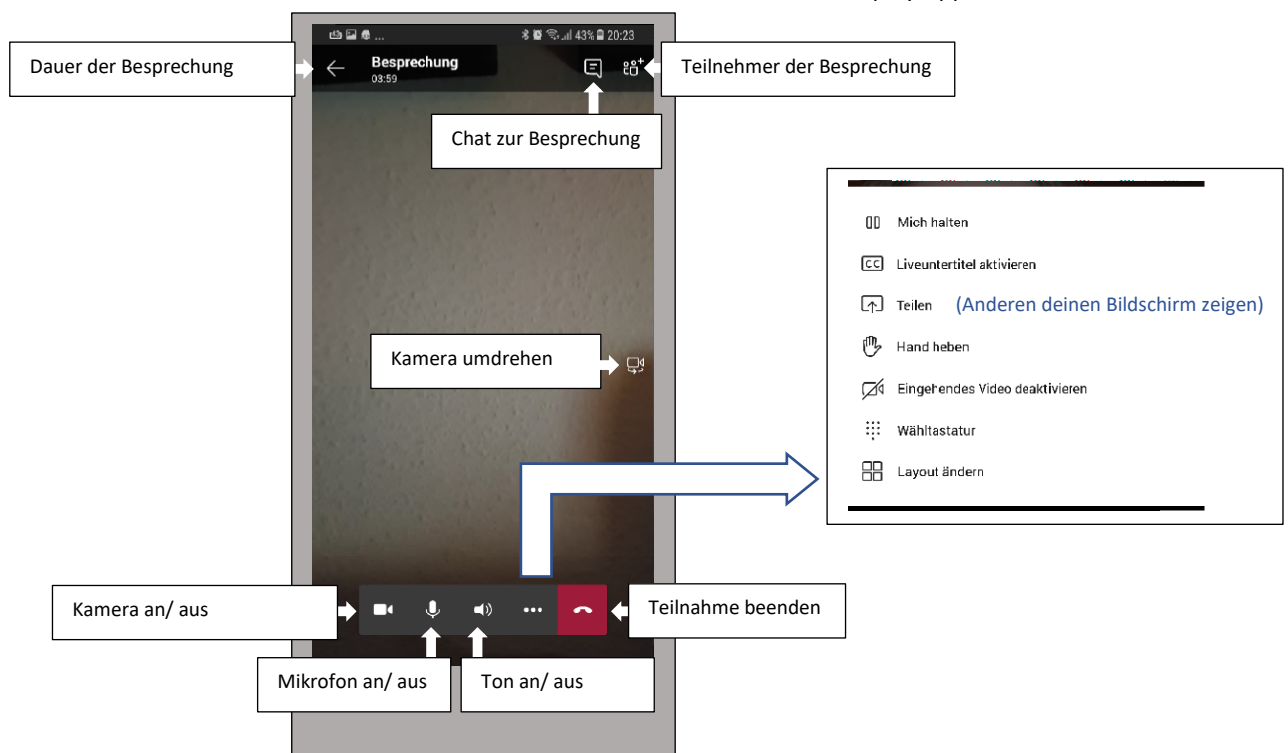 ... 43% 20:23
Dauer der Besprechung
Besprechung
03:59
Teilnehmer der Besprechung
Chat zur Besprechung
Mich halten
CC Liveuntertitel aktivieren
Teilen (Anderen deinen Bildschirm zeigen)
Hand heben
Kamera umdrehen
Eingehendes Video deaktivieren
Wähltastatur
Layout ändern
Kamera an/ aus
Teilnahme beenden
Mikrofon an/ aus
Ton an/ aus